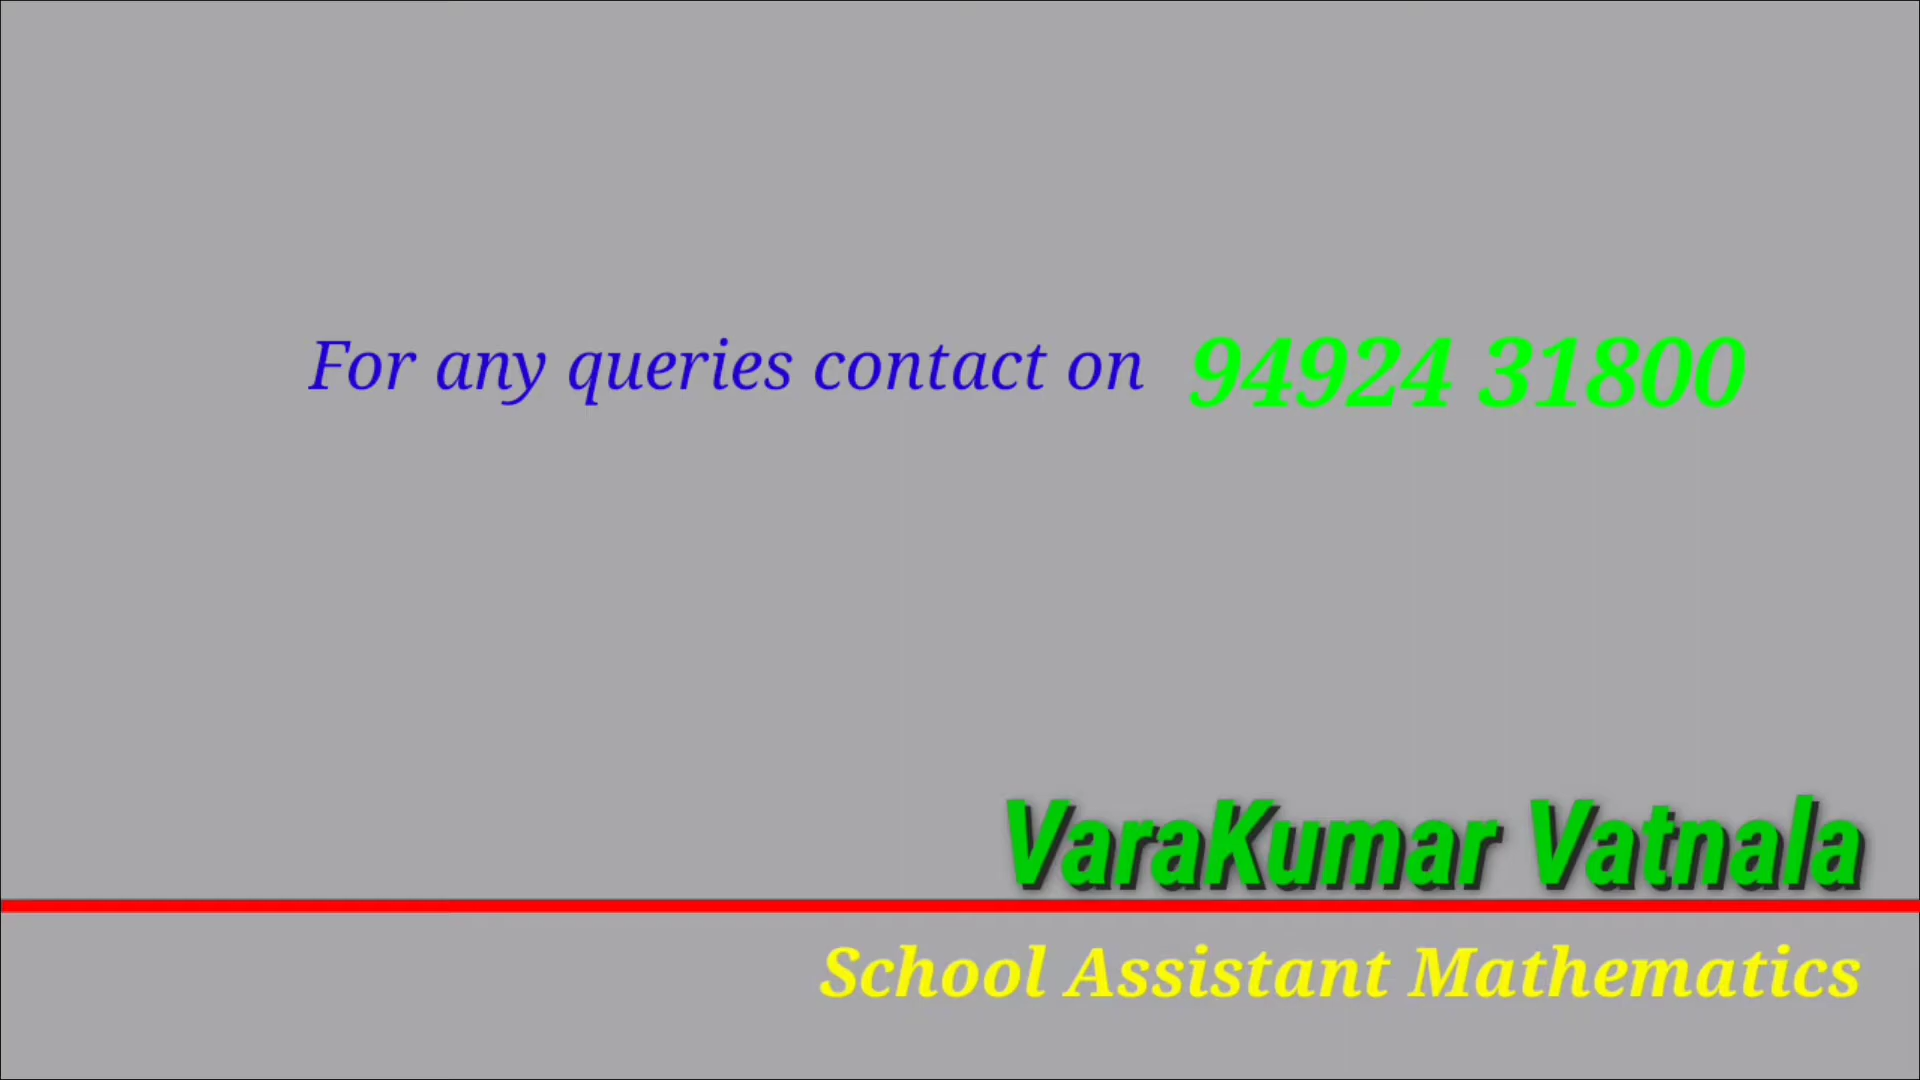 For any queries contact on 94924 31800
VaraKumar Vatnala
School Assistant Mathematics